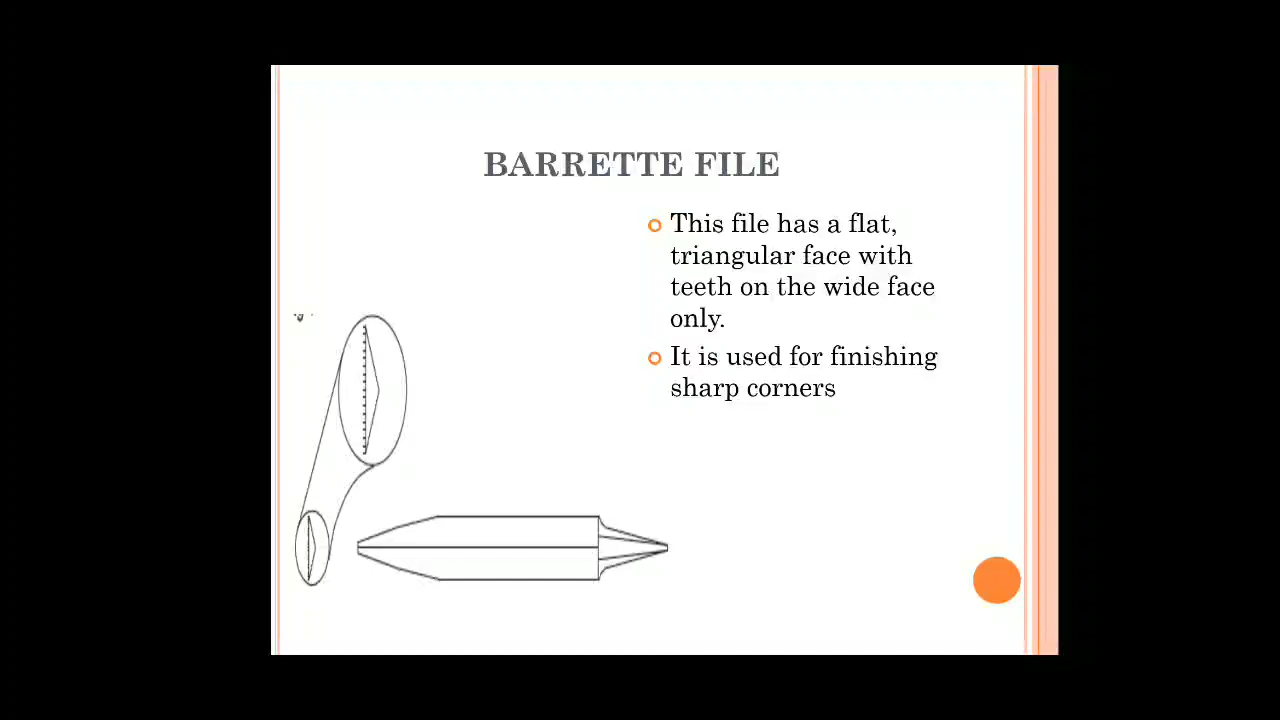 BARRETTE FILE
This file has a flat,
triangular face with
teeth on the wide face
only.
It is used for finishing
sharp corners